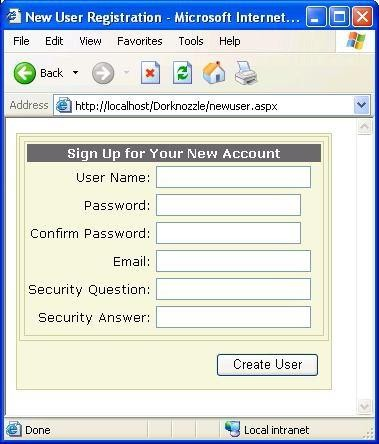 New User Registration - Microsoft Internet...
File Edit View Favorites Tools Help
Back
Address http://localhost/Dorknozzle/newuser.aspx
Sign Up for Your New Account
User Name:
Password:
Confirm Password:
Email:
Security Question:
Security Answer:
Create User
Done Local intranet